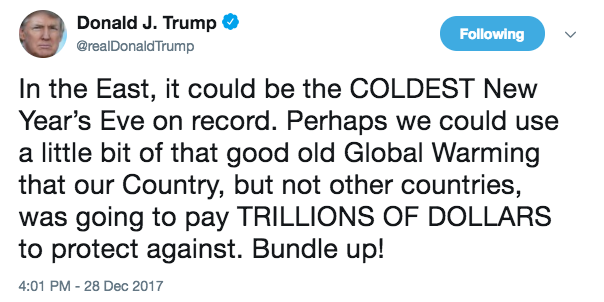 Donald J. Trump
@realDonaldTrump
Following
In the East, it could be the COLDEST New
Year’s Eve on record. Perhaps we could use
a little bit of that good old Global Warming
that our Country, but not other countries,
was going to pay TRILLIONS OF DOLLARS
to protect against. Bundle up!
4:01 PM - 28 Dec 2017